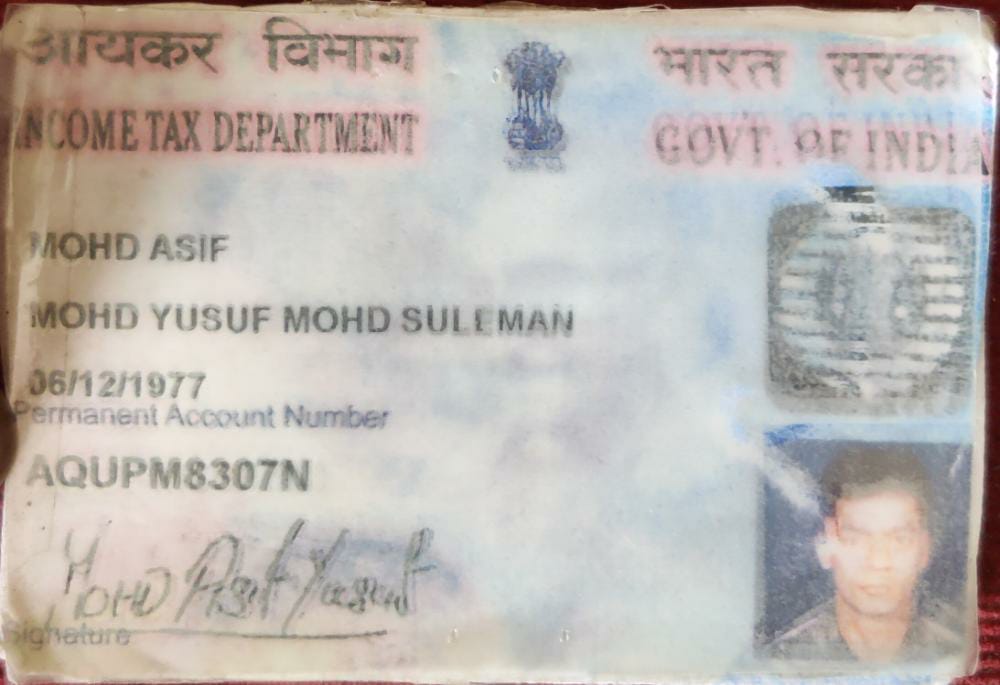 आयकर विभाग
INCOME TAX DEPARTMENT
भारत सरका
GOVT. OF INDIA
MOHD ASIF
MOHD YUSUF MOHD SULEMAN
06/12/1977
Permanent Account Number
AQUPM8307N
Mohd Asif Yusuf
Signature